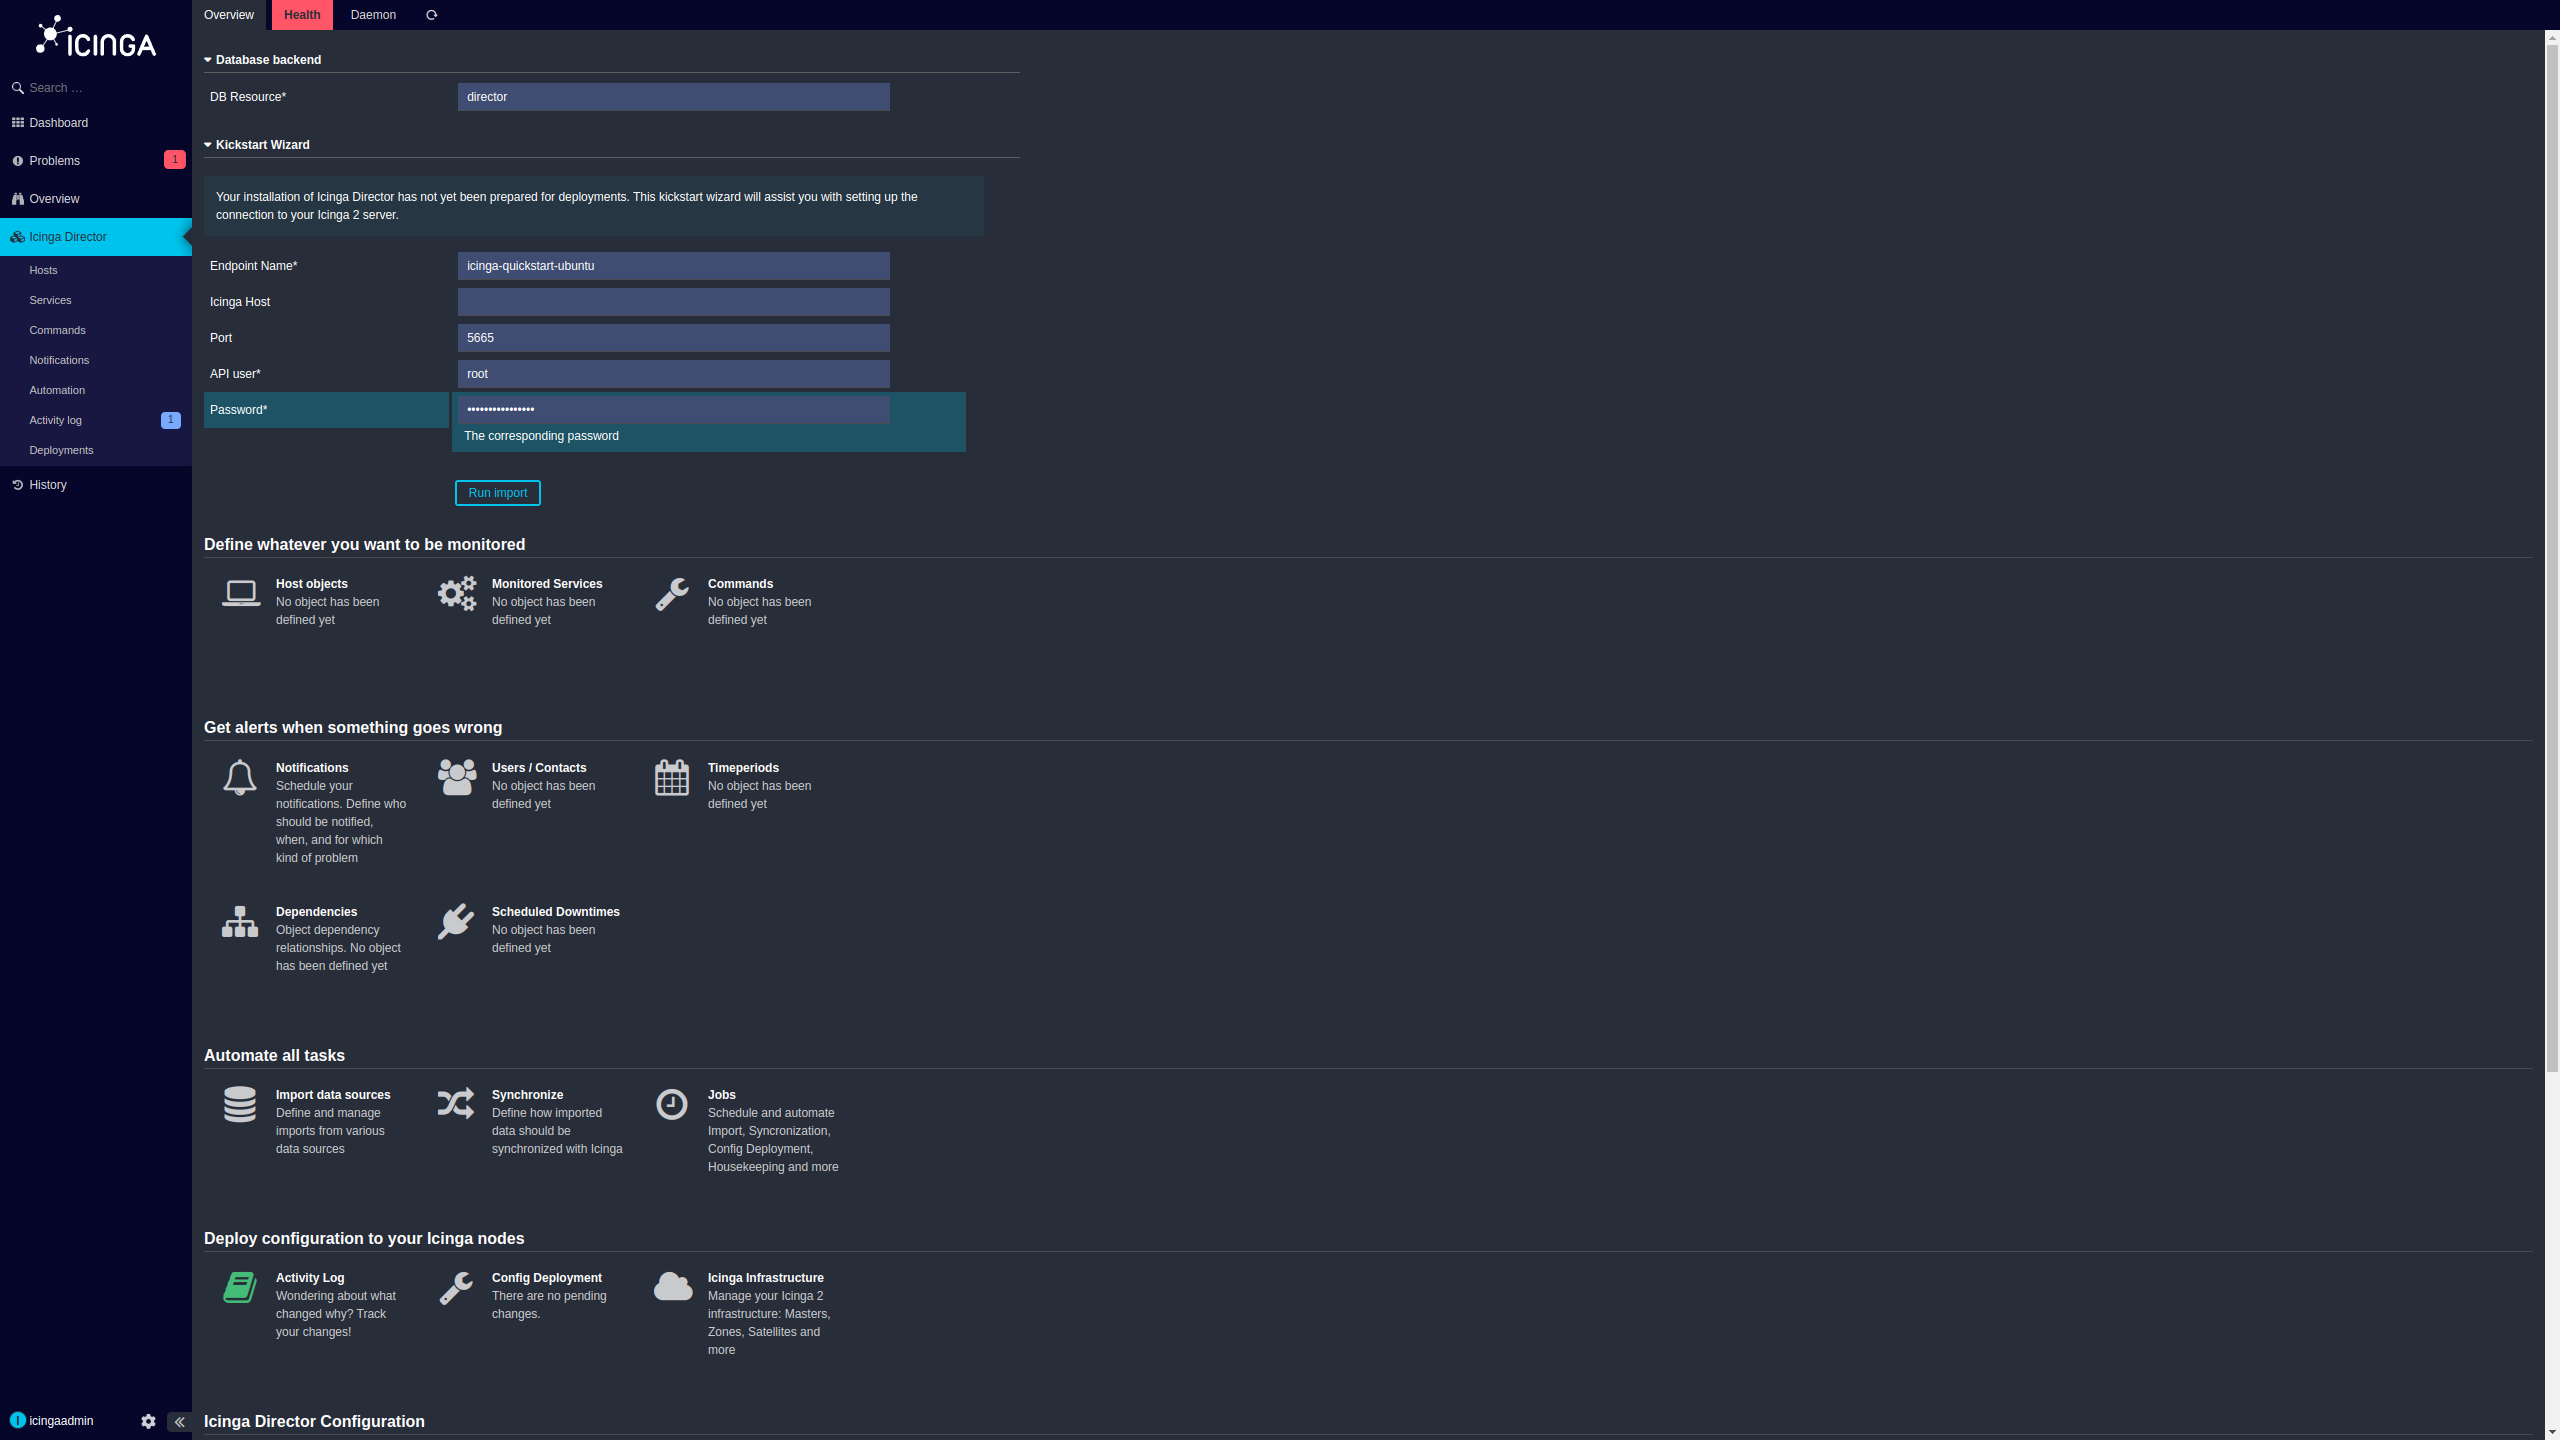 ICINGA
Search …
Dashboard
Problems
1
Overview
Icinga Director
Hosts
Services
Commands
Notifications
Automation
Activity log
1
Deployments
History
I icingaadmin
Overview
Health
Daemon
Database backend
DB Resource*
director
Kickstart Wizard
Your installation of Icinga Director has not yet been prepared for deployments. This kickstart wizard will assist you with setting up the
connection to your Icinga 2 server.
Endpoint Name*
icinga-quickstart-ubuntu
Icinga Host
Port
5665
API user*
root
Password*
••••••••••••••••
The corresponding password
Run import
Define whatever you want to be monitored
Host objects
No object has been
defined yet
Monitored Services
No object has been
defined yet
Commands
No object has been
defined yet
Get alerts when something goes wrong
Notifications
Schedule your
notifications. Define who
should be notified,
when, and for which
kind of problem
Users / Contacts
No object has been
defined yet
Timeperiods
No object has been
defined yet
Dependencies
Object dependency
relationships. No object
has been defined yet
Scheduled Downtimes
No object has been
defined yet
Automate all tasks
Import data sources
Define and manage
imports from various
data sources
Synchronize
Define how imported
data should be
synchronized with Icinga
Jobs
Schedule and automate
Import, Syncronization,
Config Deployment,
Housekeeping and more
Deploy configuration to your Icinga nodes
Activity Log
Wondering about what
changed why? Track
your changes!
Config Deployment
There are no pending
changes.
Icinga Infrastructure
Manage your Icinga 2
infrastructure: Masters,
Zones, Satellites and
more
Icinga Director Configuration